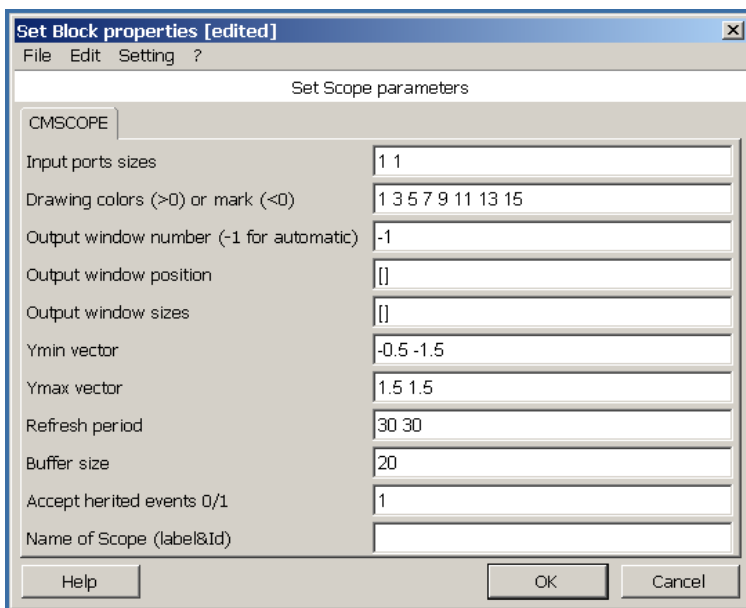 Set Block properties [edited]
File Edit Setting ?
Set Scope parameters
CMSCOPE
Input ports sizes 1 1
Drawing colors (>0) or mark (<0) 1 3 5 7 9 11 13 15
Output window number (-1 for automatic) -1
Output window position []
Output window sizes []
Ymin vector -0.5 -1.5
Ymax vector 1.5 1.5
Refresh period 30 30
Buffer size 20
Accept herited events 0/1 1
Name of Scope (label&Id)
Help OK Cancel